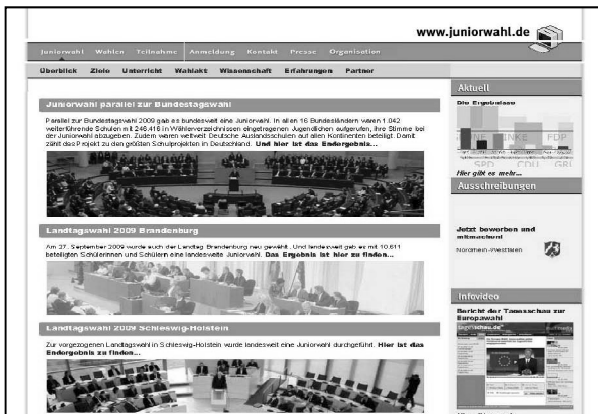 www.juniorwahl.de
Juniorwahl Wahlen Teilnahme Anmeldung Kontakt Presse Organisation
Überblick Ziele Unterricht Wahlakt Wissenschaft Erfahrungen Partner
Juniorwahl parallel zur Bundestagswahl
Parallel zur Bundestagswahl 2009 gab es bundesweit eine Juniorwahl. In allen 16 Bundesländern waren 1.042
weiterführende Schulen mit 246.416 in Wählerverzeichnissen eingetragenen Jugendlichen aufgerufen, ihre Stimme bei
der Juniorwahl abzugeben. Zudem waren weltweit Deutsche Auslandsschulen auf allen Kontinenten beteiligt. Damit
zählt das Projekt zu den größten Schulprojekten in Deutschland. Und hier ist das Endergebnis...
Landtagswahl 2009 Brandenburg
Am 27. September 2009 wurde auch der Landtag Brandenburg neu gewählt. Und landesweit gab es mit 10.611
beteiligten Schülerinnen und Schülern eine landesweite Juniorwahl. Das Ergebnis ist hier zu finden...
Landtagswahl 2009 Schleswig-Holstein
Zur vorgezogenen Landtagswahl in Schleswig-Holstein wurde landesweit eine Juniorwahl durchgeführt. Hier ist das
Endergebnis zu finden...
Aktuell
Die Ergebnisse
LINKE FDP
SPD CDU GRÜ
Hier gibt es mehr...
Ausschreibungen
Jetzt bewerben und
mitmachen!
Nordrhein-Westfalen
Infovideo
Bericht der Tagesschau zur
Europawahl
tagesschau.de